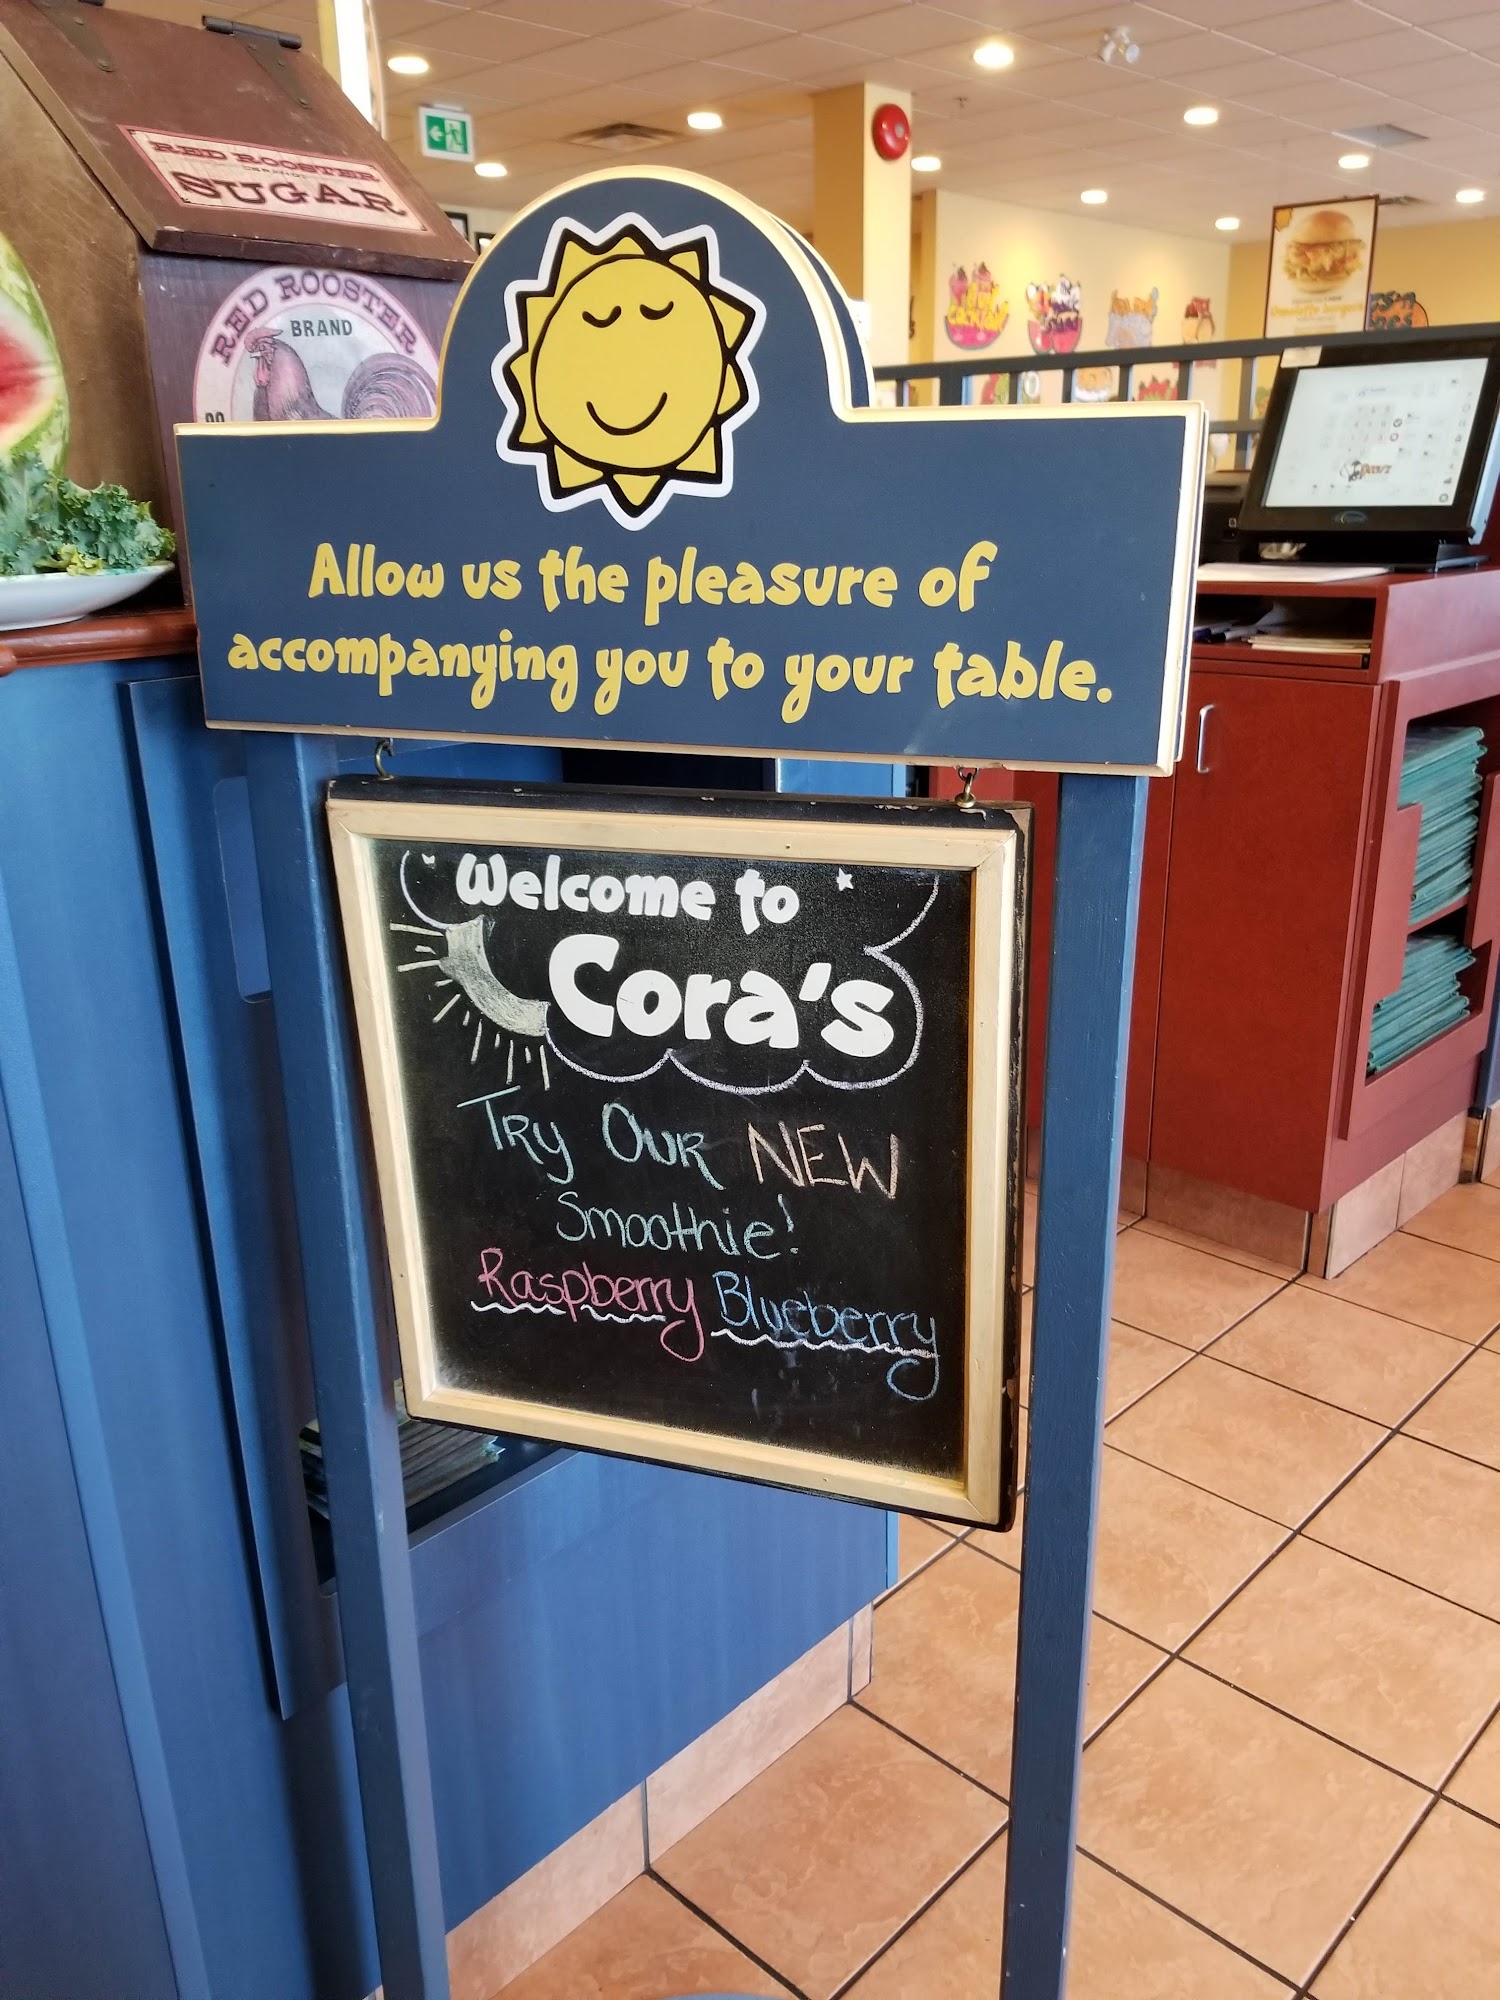 RED ROOSTER
SUGAR
RED ROOSTER
BRAND
Allow us the pleasure of
accompanying you to your table.
Welcome to
Cora's
TRY OUR NEW
Smoothie!
Raspberry Blueberry